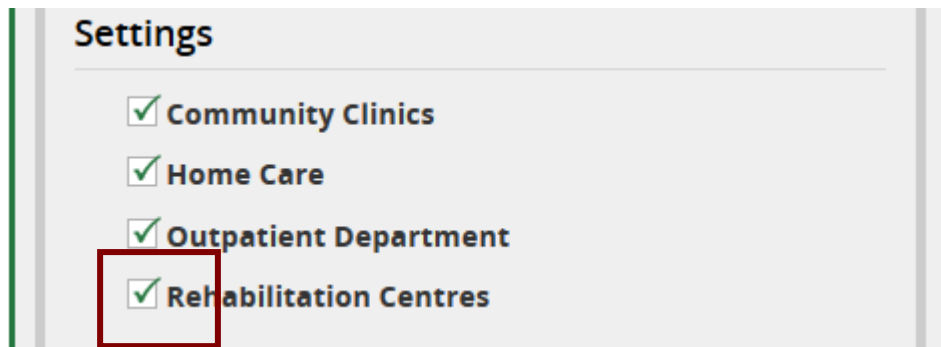 Settings
Community Clinics
Home Care
Outpatient Department
Rehabilitation Centres